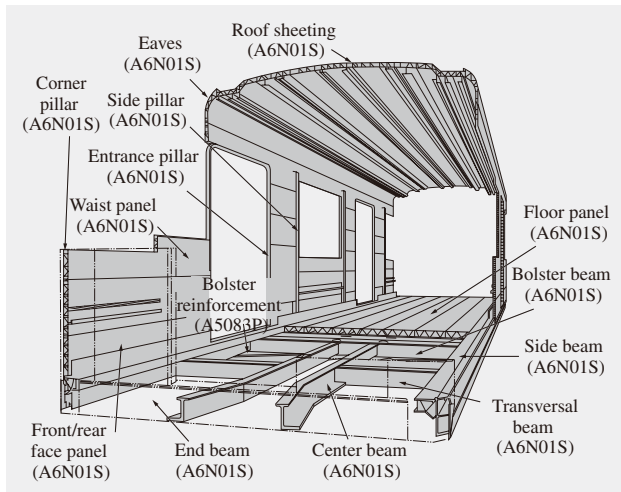 Roof sheeting
(A6N01S)
Eaves
(A6N01S)
Corner
pillar
(A6N01S)
Side pillar
(A6N01S)
Entrance pillar
(A6N01S)
Waist panel
(A6N01S)
Floor panel
(A6N01S)
Bolster
reinforcement
(A5083P)
Bolster beam
(A6N01S)
Side beam
(A6N01S)
Transversal
beam
(A6N01S)
Front/rear
face panel
(A6N01S)
End beam
(A6N01S)
Center beam
(A6N01S)